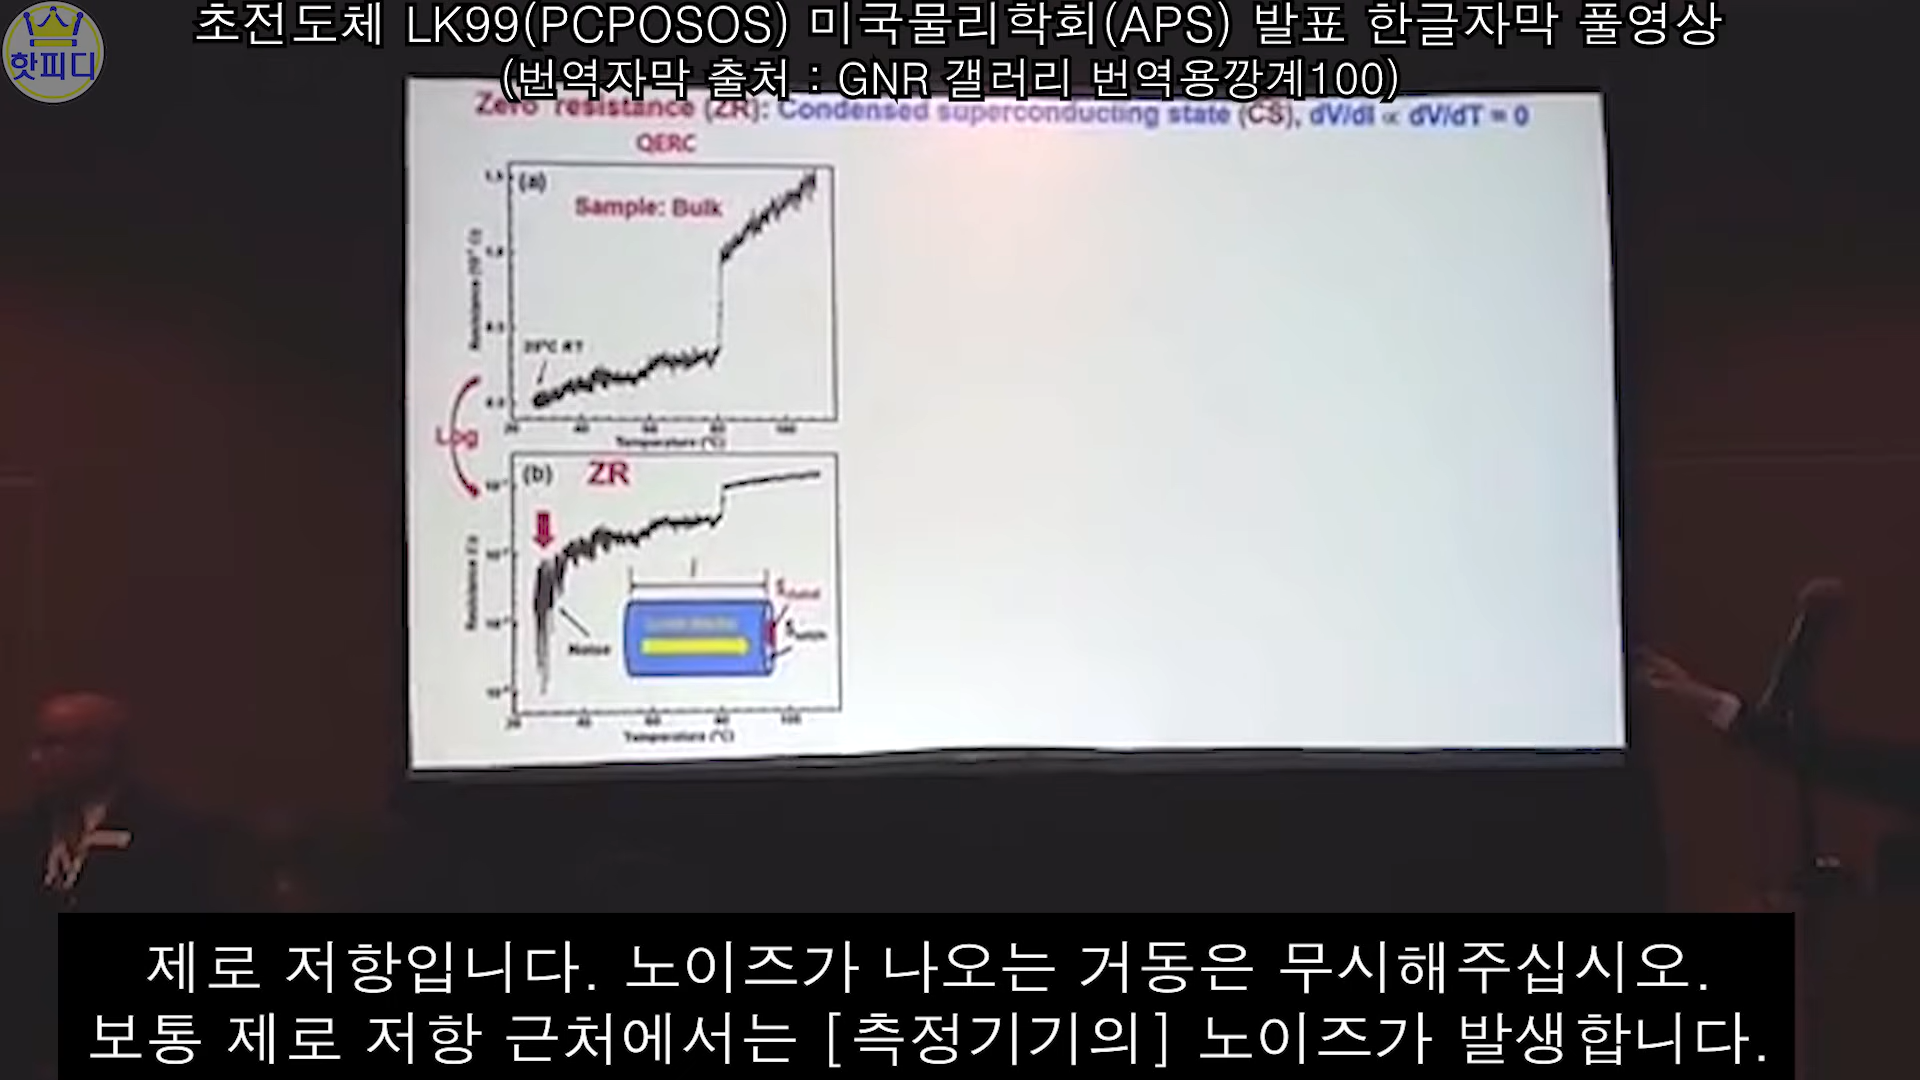 초전도체 LK99(PCPOSOS) 미국물리학회(APS) 발표 한글자막 풀영상
(번역자막 출처 : GNR 갤러리 번역용깡계100)
핫피디
Zero resistance (ZR): Condensed superconducting state (CS), dV/dI ∝ dV/dT = 0
QERC
(a)
Sample: Bulk
Temperature (°C)
Log
(b) ZR
Noise
Temperature (°C)
제로 저항입니다. 노이즈가 나오는 거동은 무시해주십시오.
보통 제로 저항 근처에서는 [측정기기의] 노이즈가 발생합니다.